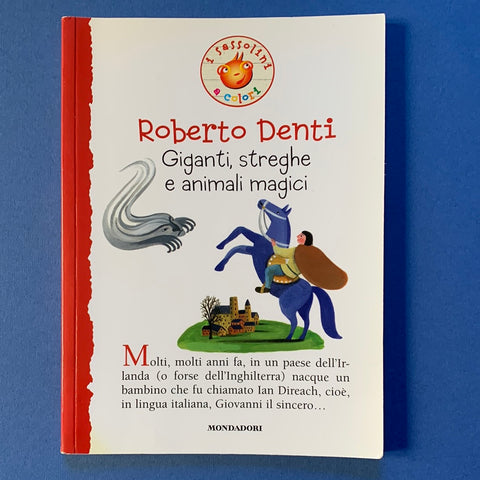 i Sassolini
a colori
Roberto Denti
Giganti, streghe
e animali magici
Molti, molti anni fa, in un paese dell'Ir-
landa (o forse dell'Inghilterra) nacque un
bambino che fu chiamato Ian Direach, cioè,
in lingua italiana, Giovanni il sincero...
MONDADORI